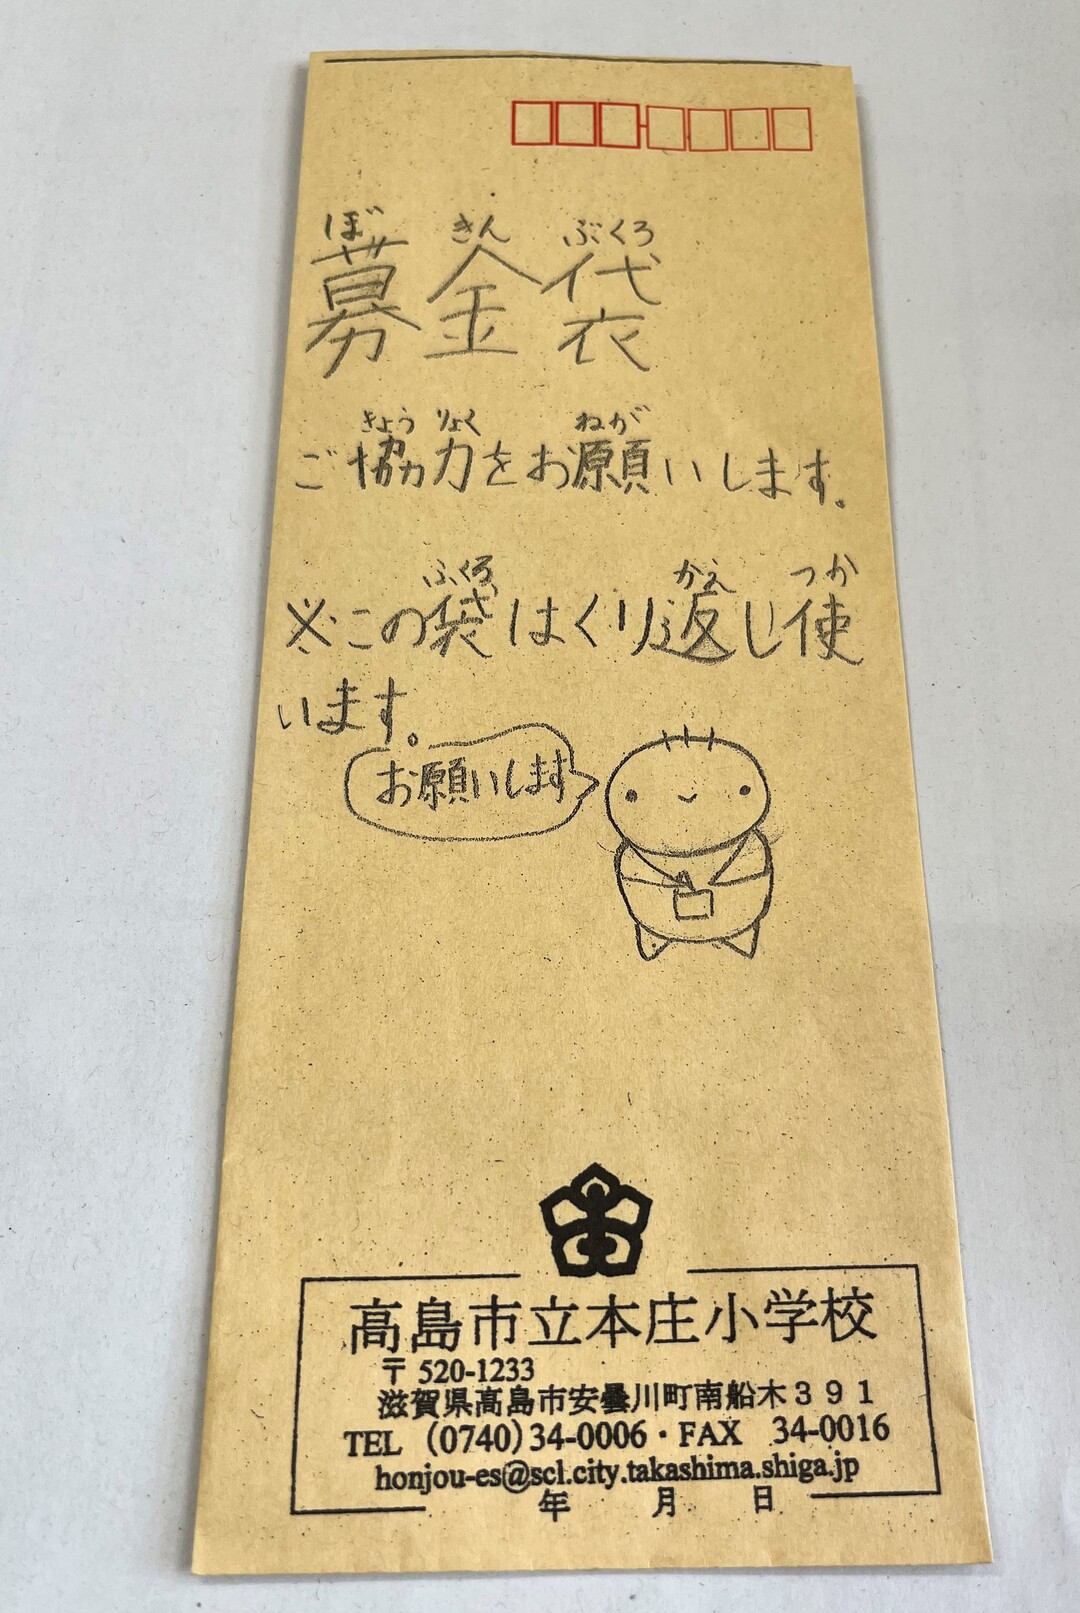 ぼ きん ぶくろ
募金袋
きょうりょく ねが
ご協力をお願いします。
ふくろ かえ つか
※この袋はくり返し使
います。
お願いします
高島市立本庄小学校
〒520-1233
滋賀県高島市安曇川町南船木391
TEL (0740)34-0006・FAX 34-0016
honjou-es@scl.city.takashima.shiga.jp
年 月 日